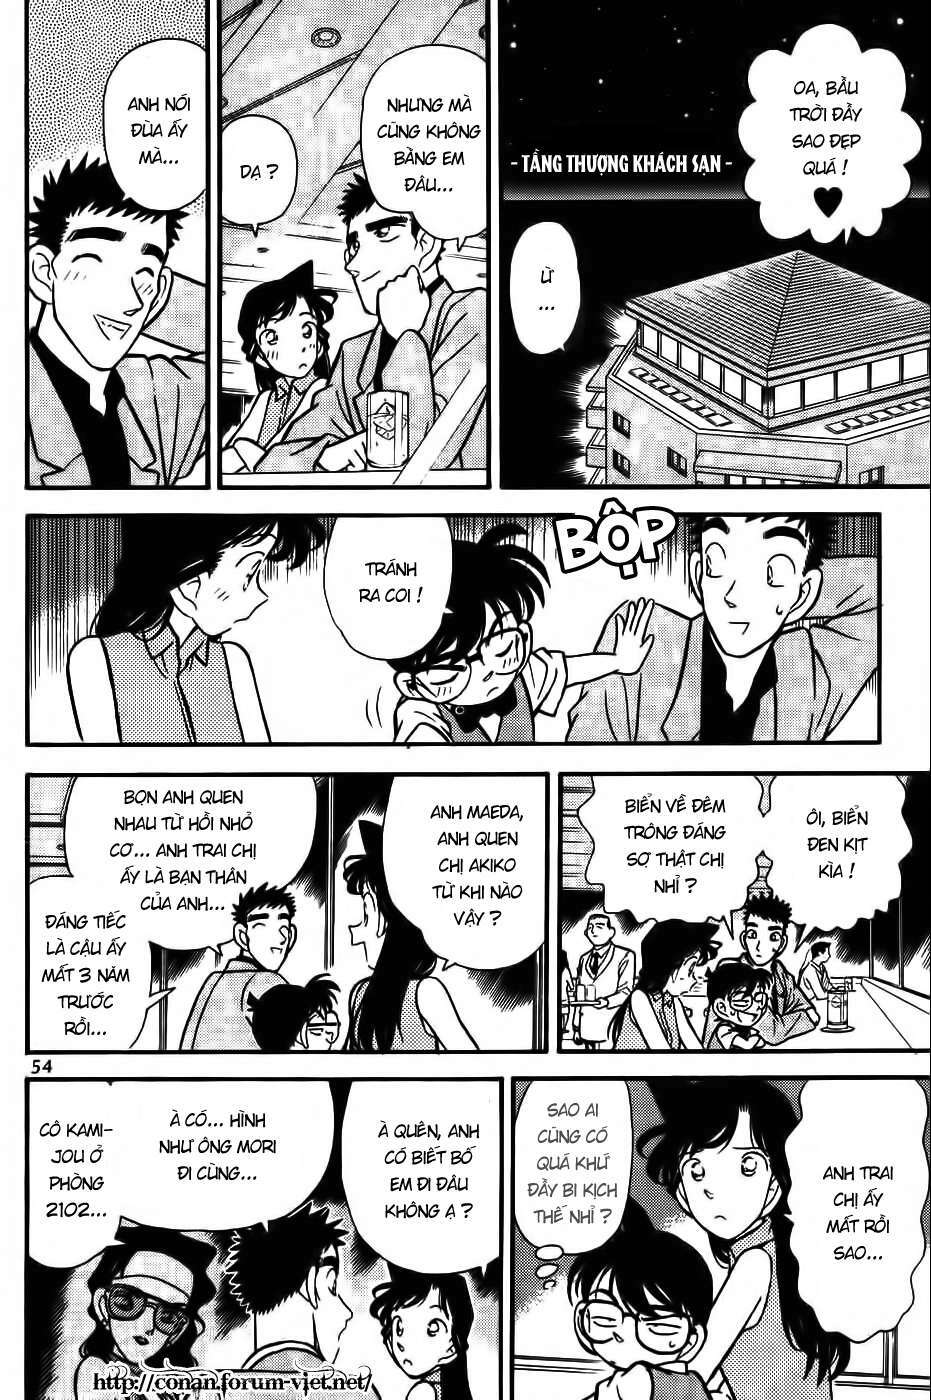 OA, BẦU
TRỜI ĐẦY
SAO ĐẸP
QUÁ !
- TẦNG THƯỢNG KHÁCH SẠN -
Ừ
...
NHƯNG MÀ
CŨNG KHÔNG
BẰNG EM
ĐÂU...
DẠ ?
ANH NÓI
ĐÙA ẤY
MÀ...
BỘP
TRÁNH
RA COI !
ÔI, BIỂN
ĐEN KỊT
KÌA !
BIỂN VỀ ĐÊM
TRÔNG ĐÁNG
SỢ THẬT CHỊ
NHỈ ?
ANH MAEDA,
ANH QUEN
CHỊ AKIKO
TỪ KHI NÀO
VẬY ?
BỌN ANH QUEN
NHAU TỪ HỒI NHỎ
CƠ... ANH TRAI CHỊ
ẤY LÀ BẠN THÂN
CỦA ANH...
ĐÁNG TIẾC
LÀ CẬU ẤY
MẤT 3 NĂM
TRƯỚC
RỒI...
54
ANH TRAI
CHỊ ẤY
MẤT RỒI
SAO...
SAO AI
CŨNG CÓ
QUÁ KHỨ
ĐẦY BI KỊCH
THẾ NHỈ ?
À QUÊN, ANH
CÓ BIẾT BỐ
EM ĐI ĐÂU
KHÔNG Ạ ?
À CÓ... HÌNH
NHƯ ÔNG MORI
ĐI CÙNG...
CÔ KAMI-
JOU Ở
PHÒNG
2102...
http://conan.forum-viet.net/